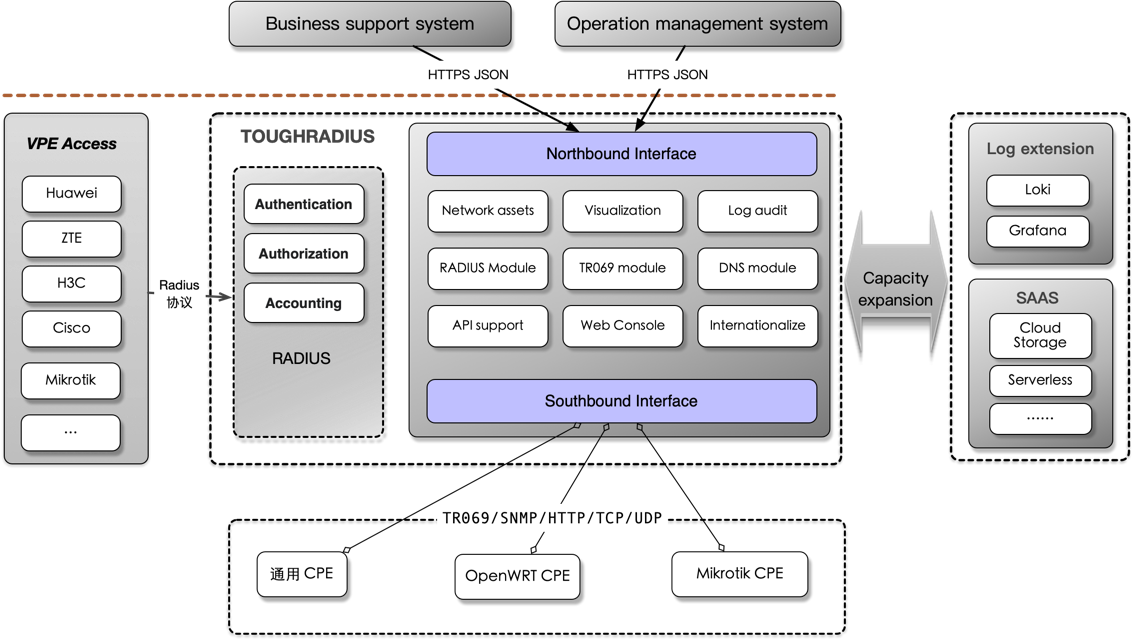 Business support system
Operation management system
HTTPS JSON
HTTPS JSON
VPE Access
Huawei
ZTE
H3C
Cisco
Mikrotik
...
Radius
协议
TOUGHRADIUS
Authentication
Authorization
Accounting
RADIUS
Northbound Interface
Network assets
Visualization
Log audit
RADIUS Module
TR069 module
DNS module
API support
Web Console
Internationalize
Southbound Interface
Capacity
expansion
Log extension
Loki
Grafana
SAAS
Cloud
Storage
Serverless
......
TR069/SNMP/HTTP/TCP/UDP
通用 CPE
OpenWRT CPE
Mikrotik CPE